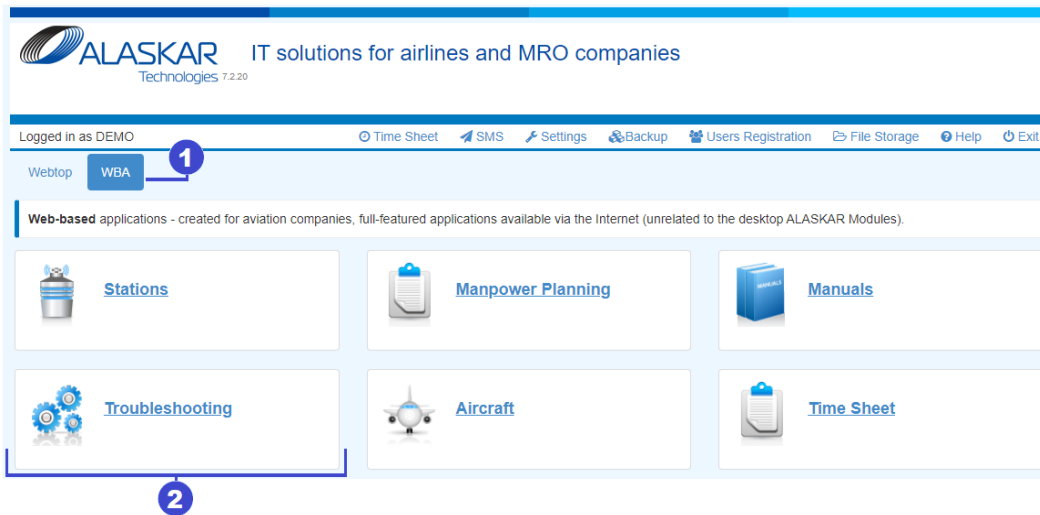 ALASKAR
Technologies 7.2.20
IT solutions for airlines and MRO companies
Logged in as DEMO
Time Sheet SMS Settings Backup Users Registration File Storage Help Exit
1
Webtop WBA
Web-based applications - created for aviation companies, full-featured applications available via the Internet (unrelated to the desktop ALASKAR Modules).
Stations
Manpower Planning
MANUALS
Manuals
Troubleshooting
Aircraft
Time Sheet
2